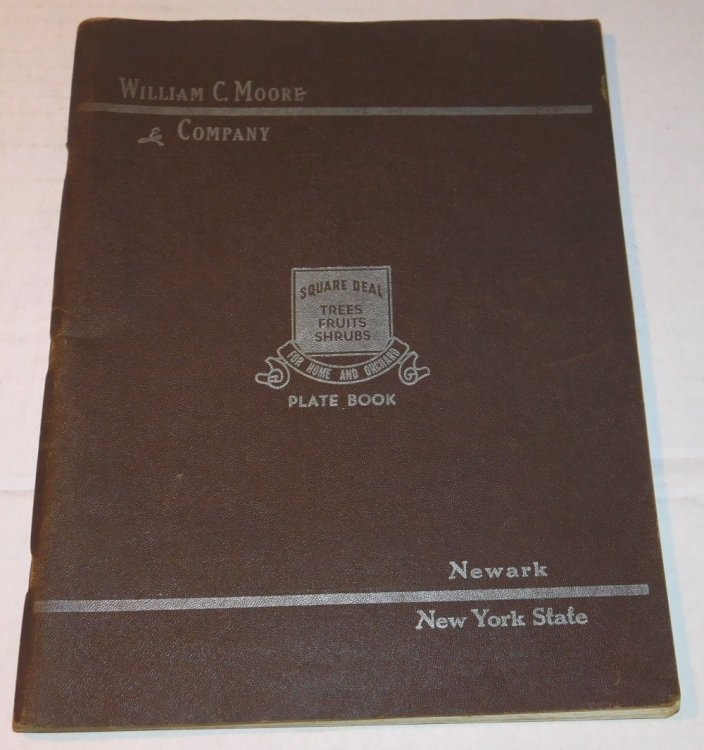 William C. Moore
& Company
SQUARE DEAL
TREES
FRUITS
SHRUBS
FOR HOME AND ORCHARD
PLATE BOOK
Newark
New York State